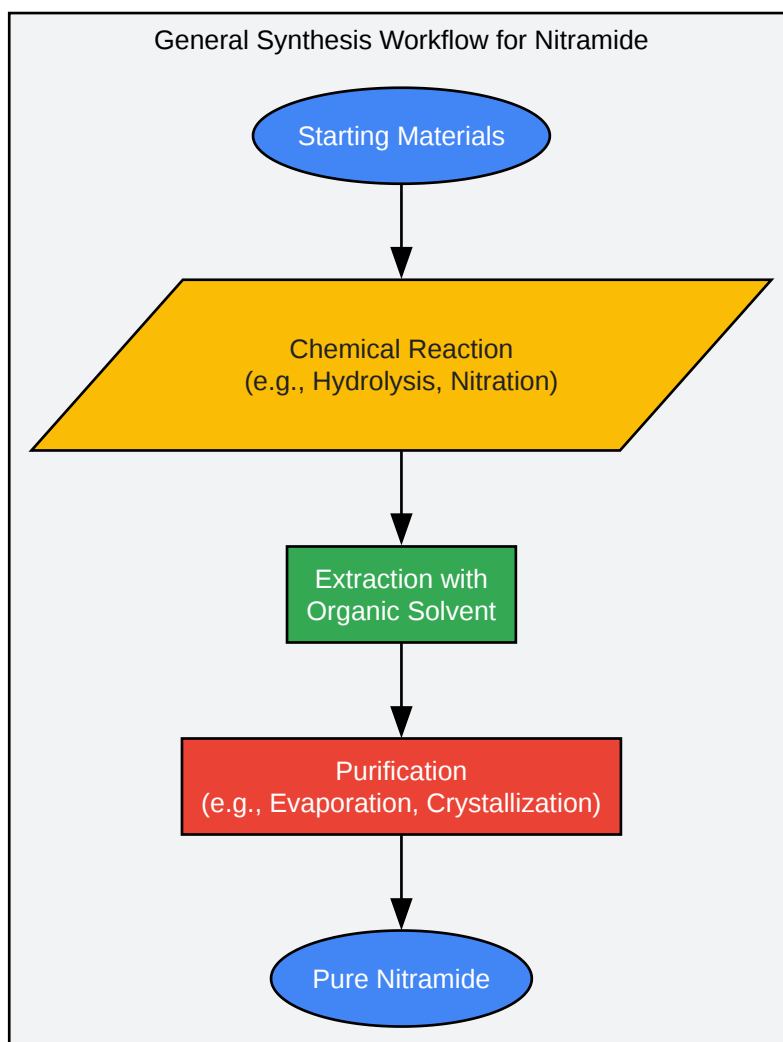 General Synthesis Workflow for Nitramide
Starting Materials
Chemical Reaction
(e.g., Hydrolysis, Nitration)
Extraction with
Organic Solvent
Purification
(e.g., Evaporation, Crystallization)
Pure Nitramide